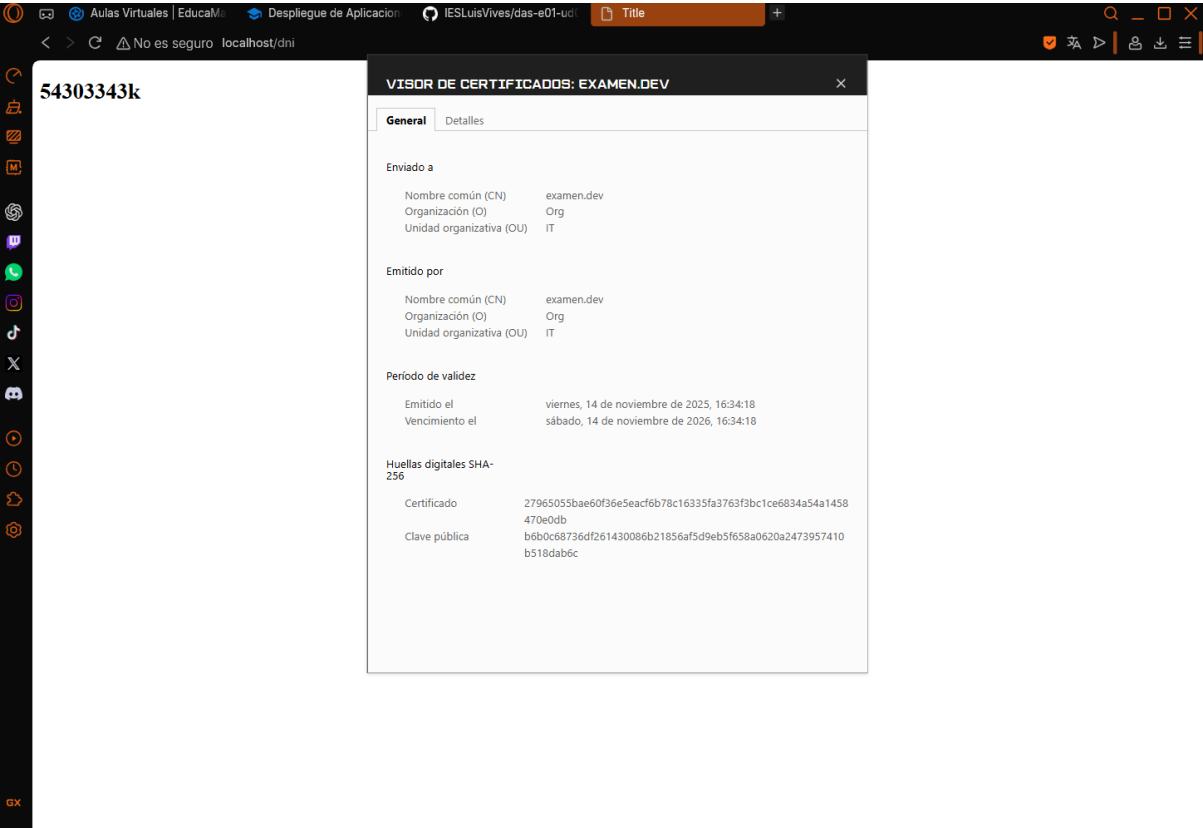 Aulas Virtuales | EducaMa
Despliegue de Aplicacion
IESLuisVives/das-e01-ud
Title
No es seguro localhost/dni
54303343k
VISOR DE CERTIFICADOS: EXAMEN.DEV
General Detalles
Enviado a
Nombre común (CN) examen.dev
Organización (O) Org
Unidad organizativa (OU) IT
Emitido por
Nombre común (CN) examen.dev
Organización (O) Org
Unidad organizativa (OU) IT
Período de validez
Emitido el viernes, 14 de noviembre de 2025, 16:34:18
Vencimiento el sábado, 14 de noviembre de 2026, 16:34:18
Huellas digitales SHA-
256
Certificado 27965055bae60f36e5eacf6b78c16335fa3763f3bc1ce6834a54a1458
470e0db
Clave pública b6b0c68736df261430086b21856af5d9eb5f658a0620a2473957410
b518dab6c
M
GX